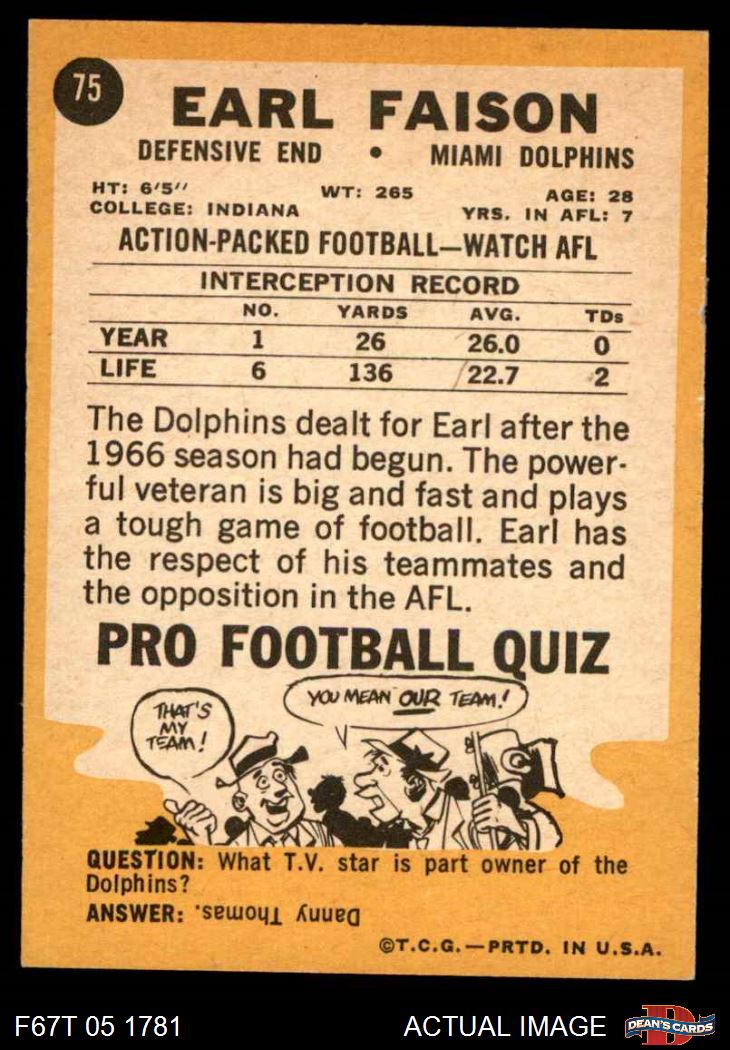 75
EARL FAISON
DEFENSIVE END • MIAMI DOLPHINS
HT: 6'5" WT: 265 AGE: 28
COLLEGE: INDIANA YRS. IN AFL: 7
ACTION-PACKED FOOTBALL—WATCH AFL
INTERCEPTION RECORD
NO. YARDS AVG. TDs
YEAR 1 26 26.0 0
LIFE 6 136 22.7 2
The Dolphins dealt for Earl after the
1966 season had begun. The power-
ful veteran is big and fast and plays
a tough game of football. Earl has
the respect of his teammates and
the opposition in the AFL.
PRO FOOTBALL QUIZ
THAT'S
MY
TEAM!
YOU MEAN OUR TEAM!
QUESTION: What T.V. star is part owner of the
Dolphins?
ANSWER: Danny Thomas.
©T.C.G.—PRTD. IN U.S.A.
F67T 05 1781 ACTUAL IMAGE DEAN'S CARDS